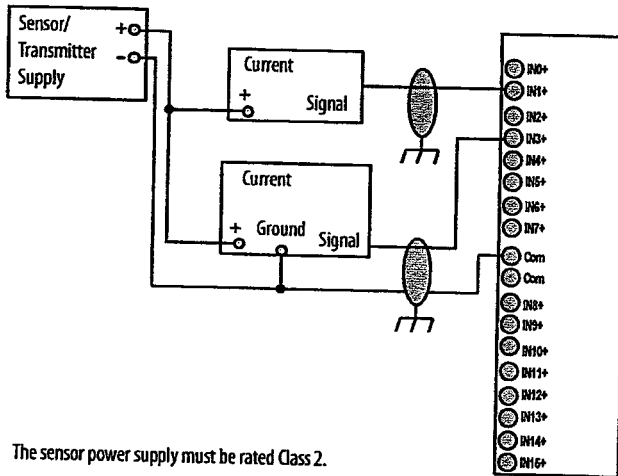 Sensor/
Transmitter
Supply
+
-
Current
+
Signal
Current
+
Ground
Signal
IN0+
IN1+
IN2+
IN3+
IN4+
IN5+
IN6+
IN7+
Com
Com
IN8+
IN9+
IN10+
IN11+
IN12+
IN13+
IN14+
IN15+
The sensor power supply must be rated Class 2.